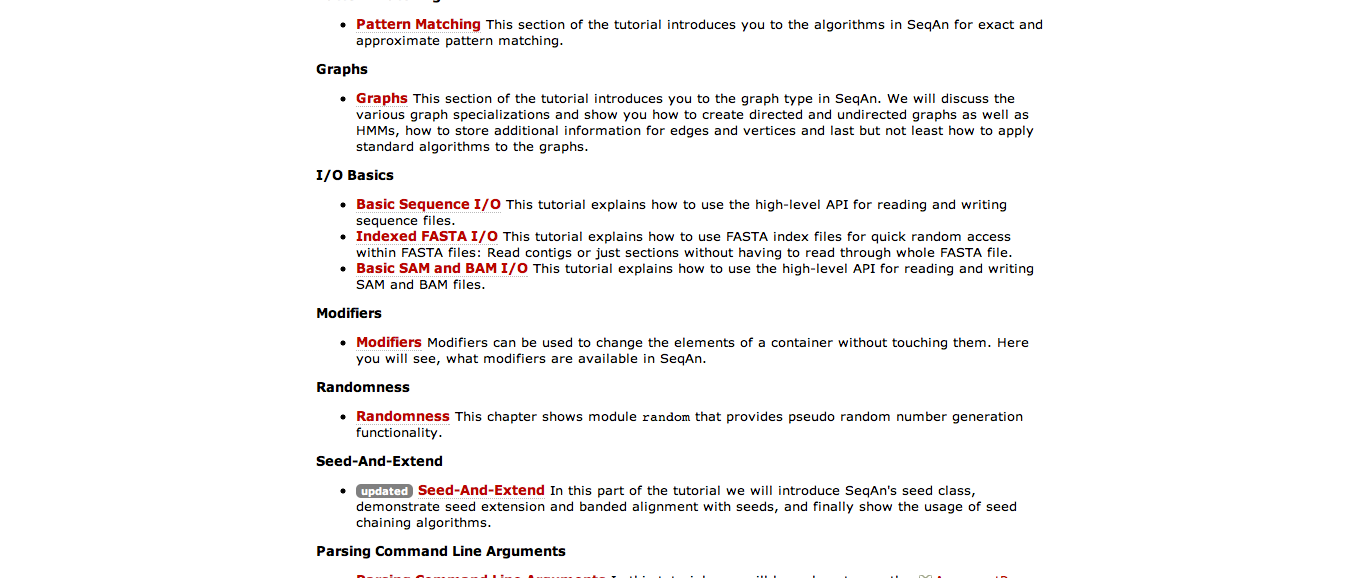 Pattern Matching This section of the tutorial introduces you to the algorithms in SeqAn for exact and
approximate pattern matching.
Graphs
Graphs This section of the tutorial introduces you to the graph type in SeqAn. We will discuss the
various graph specializations and show you how to create directed and undirected graphs as well as
HMMs, how to store additional information for edges and vertices and last but not least how to apply
standard algorithms to the graphs.
I/O Basics
Basic Sequence I/O This tutorial explains how to use the high-level API for reading and writing
sequence files.
Indexed FASTA I/O This tutorial explains how to use FASTA index files for quick random access
within FASTA files: Read contigs or just sections without having to read through whole FASTA file.
Basic SAM and BAM I/O This tutorial explains how to use the high-level API for reading and writing
SAM and BAM files.
Modifiers
Modifiers Modifiers can be used to change the elements of a container without touching them. Here
you will see, what modifiers are available in SeqAn.
Randomness
Randomness This chapter shows module random that provides pseudo random number generation
functionality.
Seed-And-Extend
updated Seed-And-Extend In this part of the tutorial we will introduce SeqAn's seed class,
demonstrate seed extension and banded alignment with seeds, and finally show the usage of seed
chaining algorithms.
Parsing Command Line Arguments